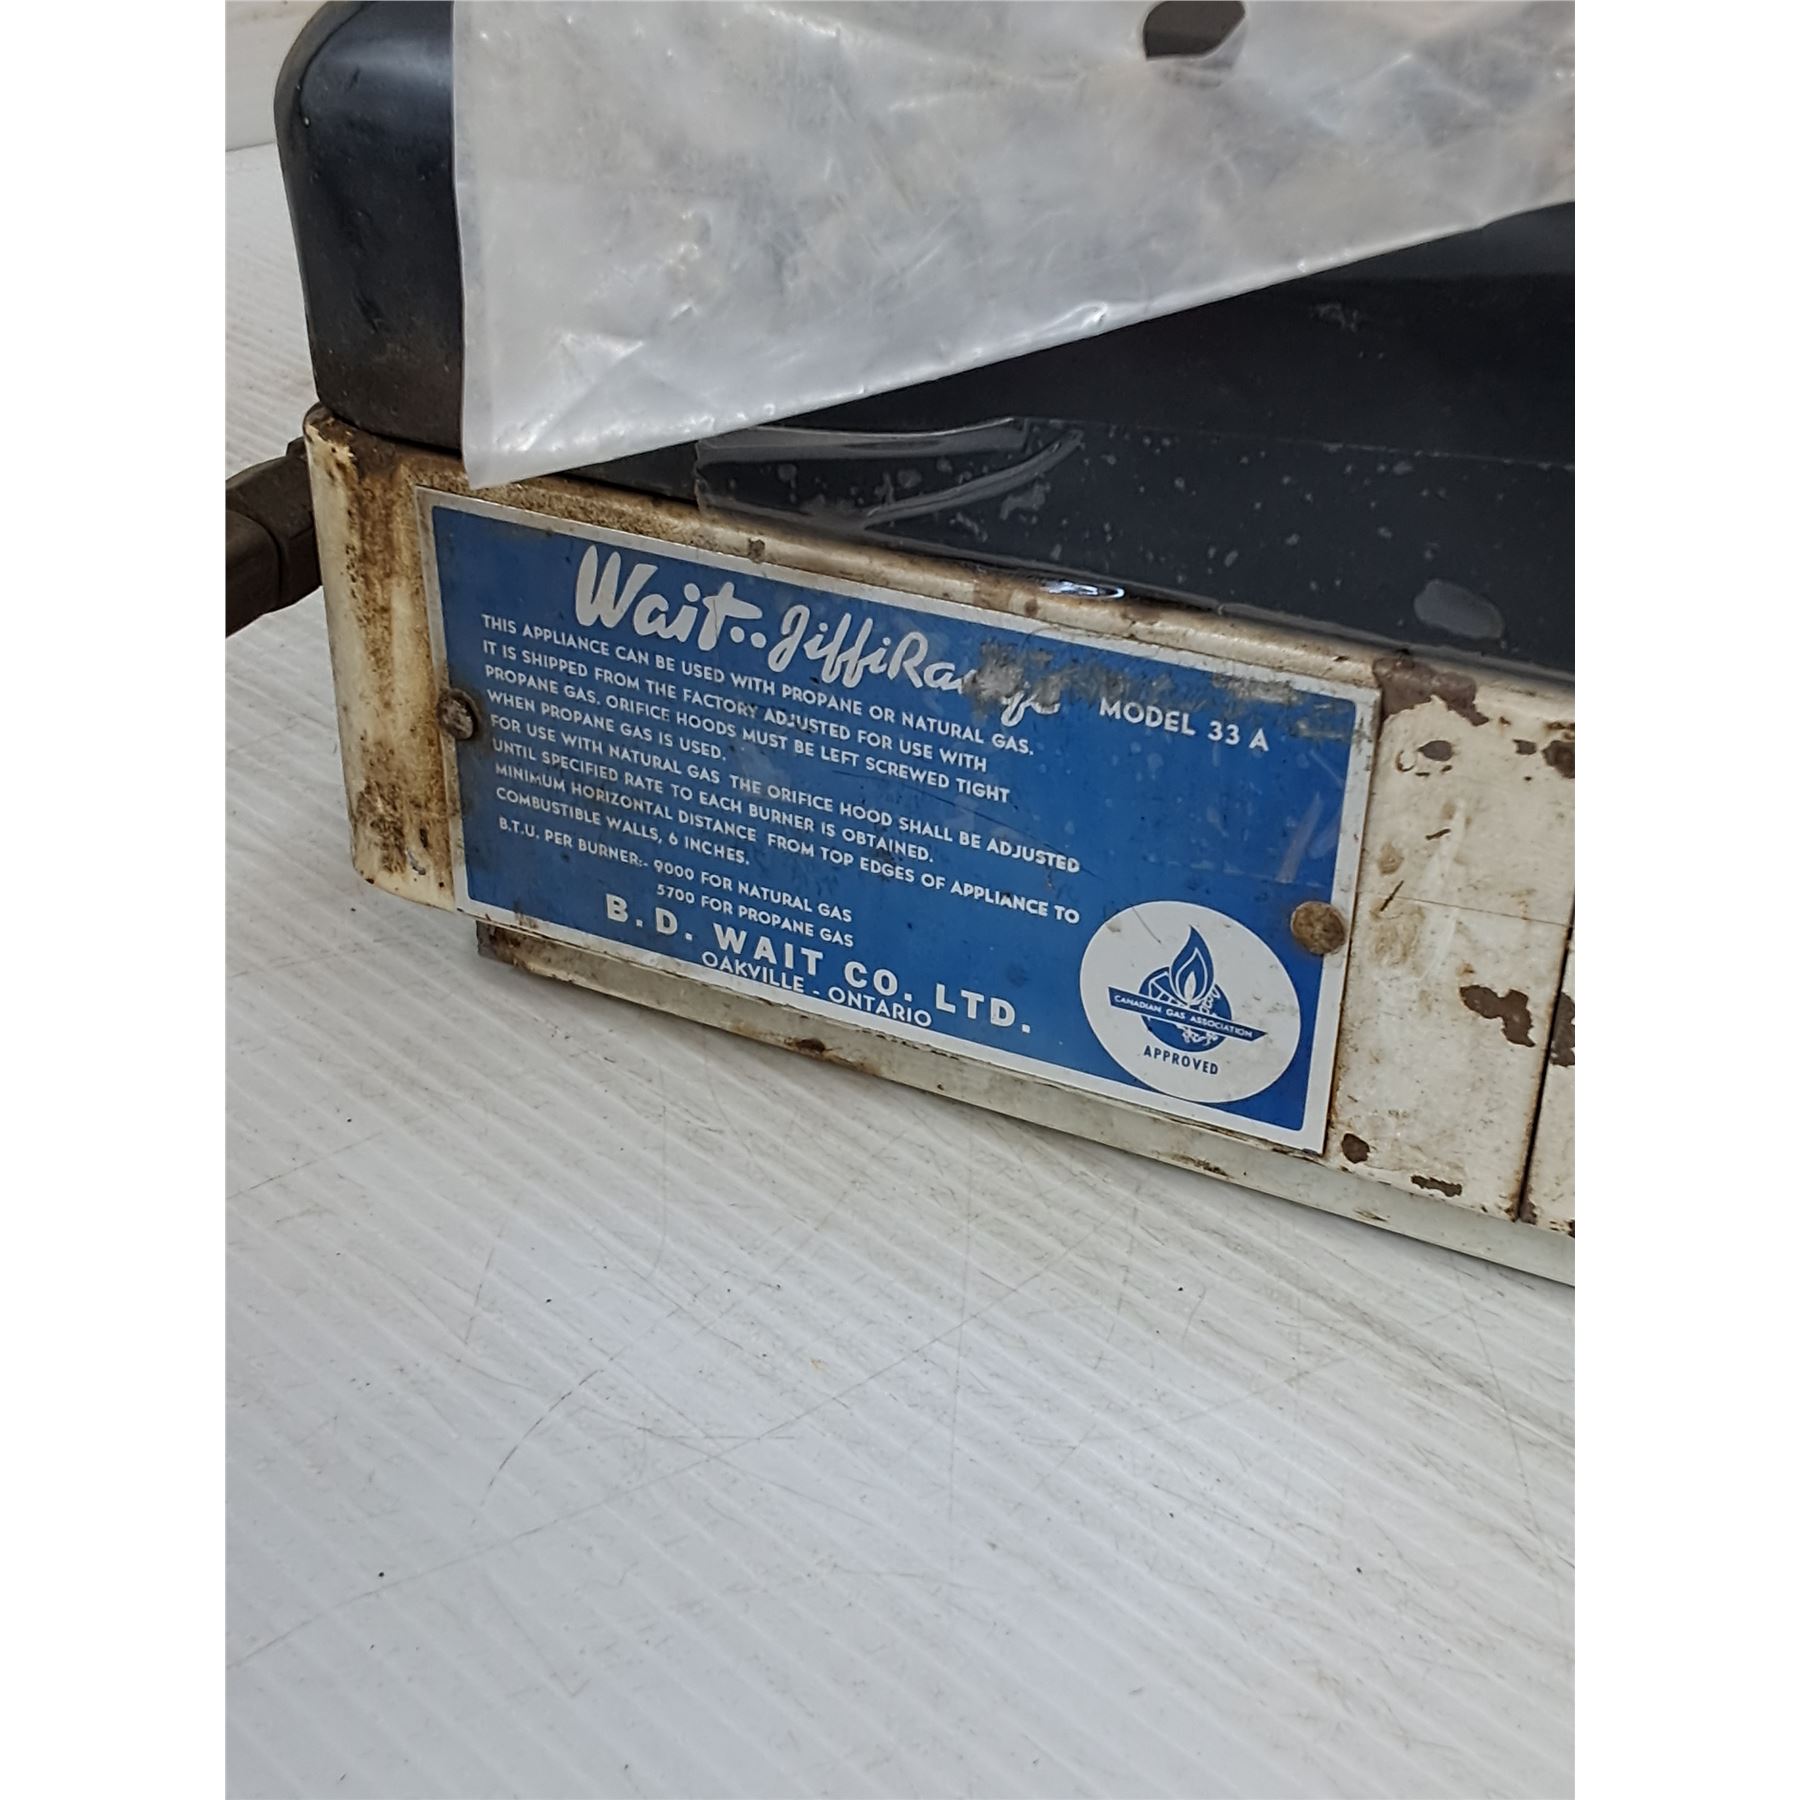 Wait.. JiffiRange MODEL 33 A
THIS APPLIANCE CAN BE USED WITH PROPANE OR NATURAL GAS.
IT IS SHIPPED FROM THE FACTORY ADJUSTED FOR USE WITH
PROPANE GAS. ORIFICE HOODS MUST BE LEFT SCREWED TIGHT
WHEN PROPANE GAS IS USED.
FOR USE WITH NATURAL GAS THE ORIFICE HOOD SHALL BE ADJUSTED
UNTIL SPECIFIED RATE TO EACH BURNER IS OBTAINED.
MINIMUM HORIZONTAL DISTANCE FROM TOP EDGES OF APPLIANCE TO
COMBUSTIBLE WALLS, 6 INCHES.
B.T.U. PER BURNER:- 9000 FOR NATURAL GAS
5700 FOR PROPANE GAS
B. D. WAIT CO. LTD.
OAKVILLE - ONTARIO
CANADIAN GAS ASSOCIATION
APPROVED